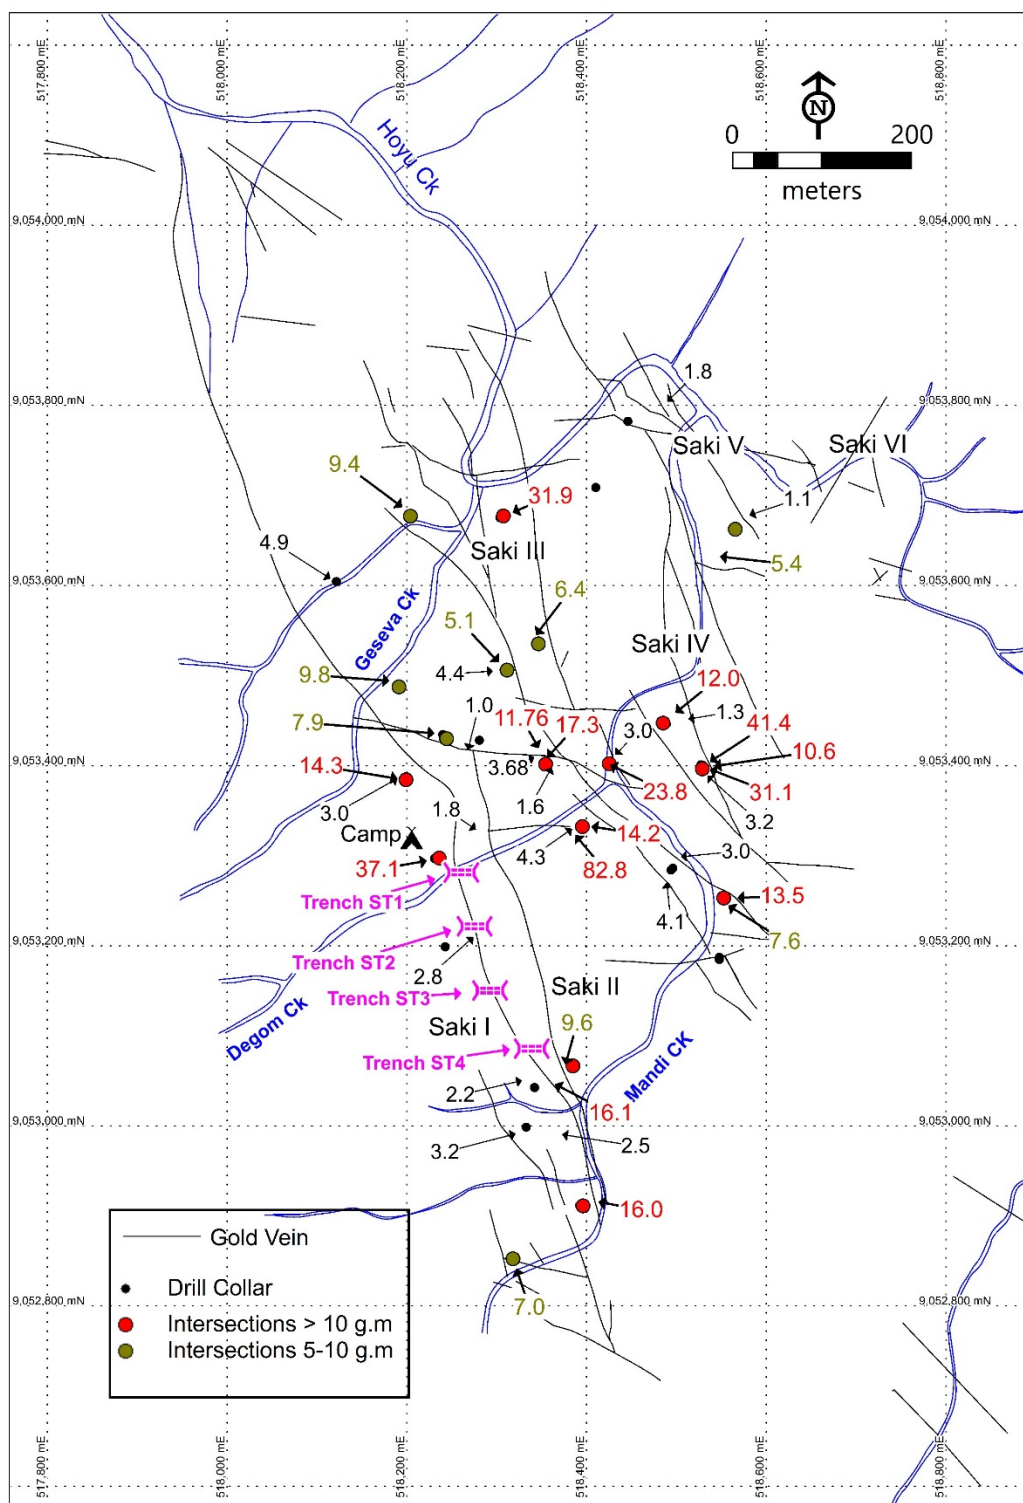 517,800 mE
518,000 mE
518,200 mE
518,400 mE
518,600 mE
518,800 mE
N
0 200
meters
Hoyu Ck
9,054,000 mN
9,054,000 mN
1.8
9,053,800 mN
9,053,800 mN
Saki V
Saki VI
9.4
31.9
1.1
4.9
Saki III
5.4
9,053,600 mN
9,053,600 mN
6.4
Geseva Ck
5.1
Saki IV
4.4
9.8
12.0
1.0
11.76
17.3
1.3
7.9
3.0
41.4
10.6
9,053,400 mN
9,053,400 mN
14.3
3.68
23.8
31.1
3.0
1.8
1.6
3.2
Camp
x
14.2
4.3
3.0
37.1
82.8
Trench ST1
13.5
4.1
7.6
9,053,200 mN
9,053,200 mN
Trench ST2
2.8
Trench ST3
Saki II
Degom Ck
Saki I
9.6
Trench ST4
Mandi CK
2.2
16.1
9,053,000 mN
9,053,000 mN
3.2
2.5
16.0
Gold Vein
Drill Collar
Intersections > 10 g.m
Intersections 5-10 g.m
7.0
9,052,800 mN
9,052,800 mN
517,800 mE
518,000 mE
518,200 mE
518,400 mE
518,600 mE
518,800 mE